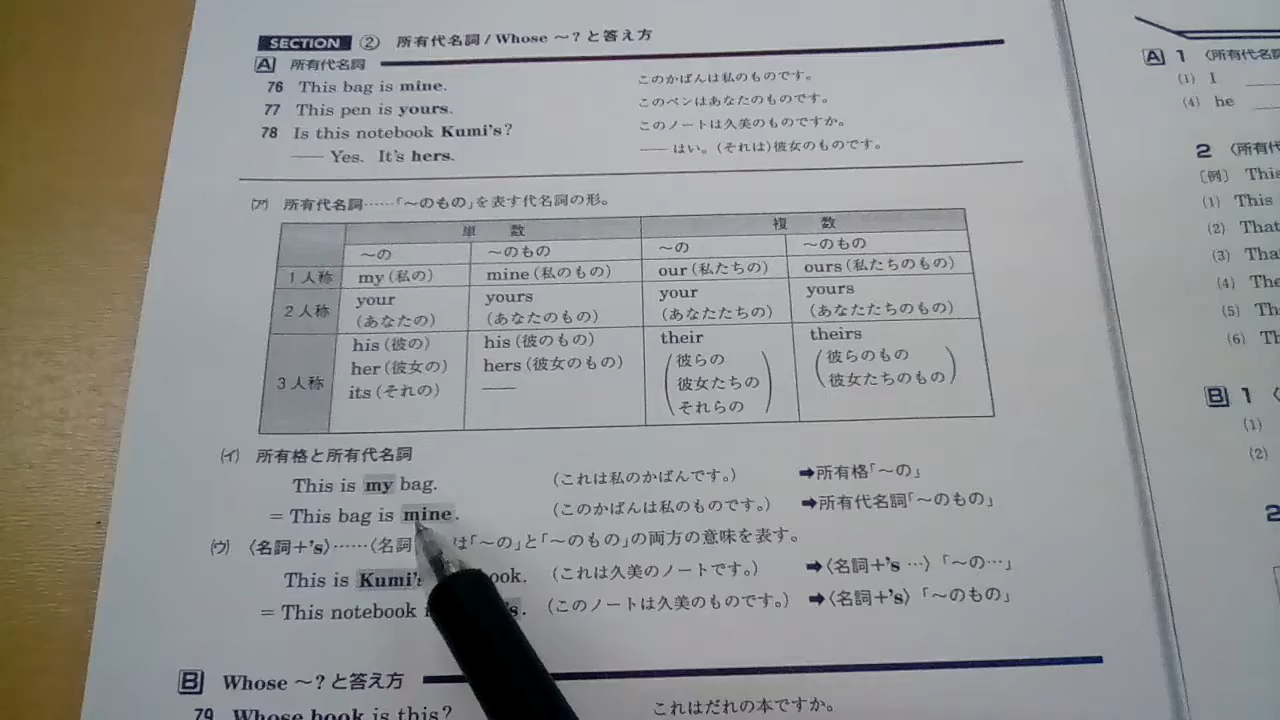 SECTION ② 所有代名詞/Whose ~?と答え方
A 所有代名詞
76 This bag is mine. このかばんは私のものです。
77 This pen is yours. このペンはあなたのものです。
78 Is this notebook Kumi's? このノートは久美のものですか。
—— Yes. It's hers. —— はい。(それは)彼女のものです。
(ア) 所有代名詞……「~のもの」を表す代名詞の形。
単 数 複 数
~の ~のもの ~の ~のもの
1人称 my(私の) mine(私のもの) our(私たちの) ours(私たちのもの)
2人称 your yours your yours
(あなたの) (あなたのもの) (あなたたちの) (あなたたちのもの)
3人称 his(彼の) his(彼のもの) their theirs
her(彼女の) hers(彼女のもの) (彼らの (彼らのもの
its(それの) —— 彼女たちの 彼女たちのもの)
それらの)
(イ) 所有格と所有代名詞
This is my bag. (これは私のかばんです。) ➡所有格「~の」
= This bag is mine. (このかばんは私のものです。) ➡所有代名詞「~のもの」
(ウ) 〈名詞+'s〉……〈名詞 は「~の」と「~のもの」の両方の意味を表す。
This is Kumi's ook. (これは久美のノートです。) ➡〈名詞+'s …〉「~の…」
= This notebook 's. (このノートは久美のものです。) ➡〈名詞+'s〉「~のもの」
B Whose ~?と答え方
79 Whose book is this? これはだれの本ですか。
A 1 〈所有代名詞
(1) I
(4) he
2 〈所有代
〔例〕 This
(1) This
(2) That
(3) Tha
(4) The
(5) Th
(6) Th
B 1 〈
(1)
(2)
2